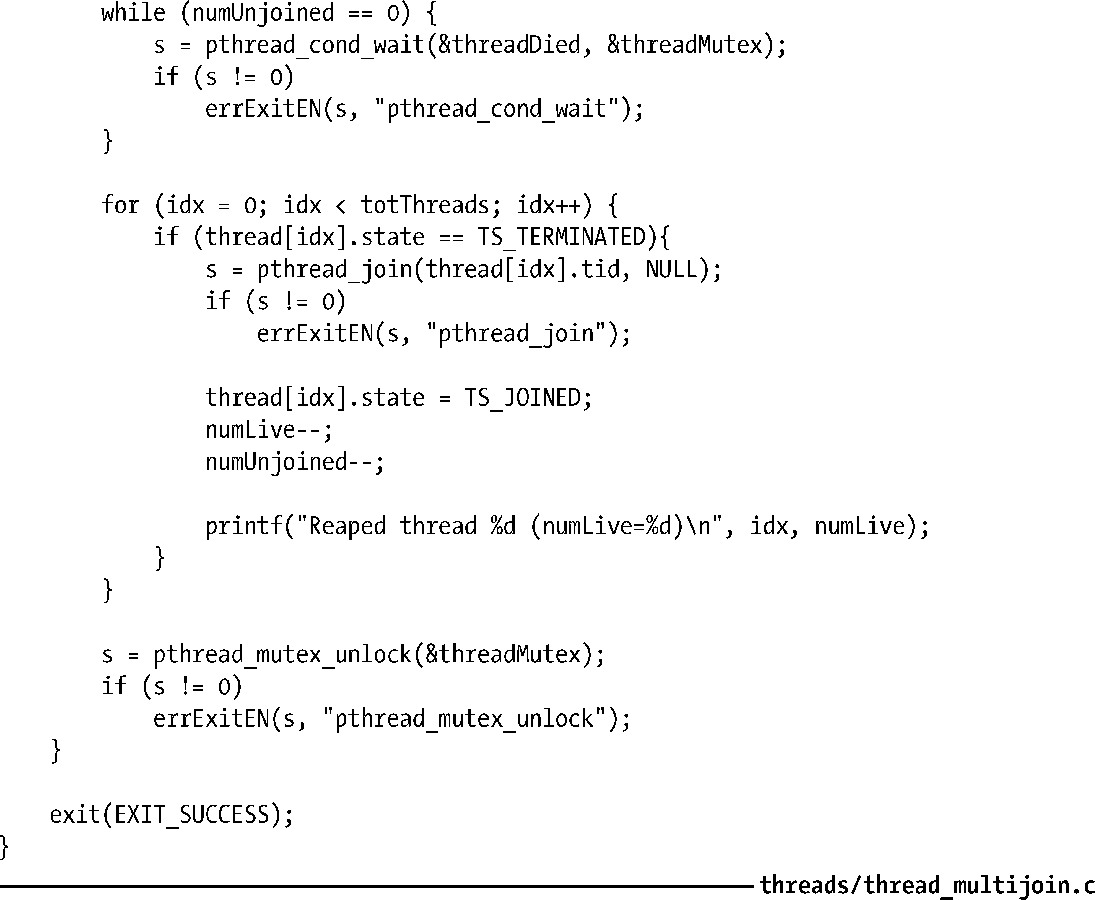 while (numUnjoined == 0) {
            s = pthread_cond_wait(&threadDied, &threadMutex);
            if (s != 0)
                errExitEN(s, "pthread_cond_wait");
        }

        for (idx = 0; idx < totThreads; idx++) {
            if (thread[idx].state == TS_TERMINATED){
                s = pthread_join(thread[idx].tid, NULL);
                if (s != 0)
                    errExitEN(s, "pthread_join");

                thread[idx].state = TS_JOINED;
                numLive--;
                numUnjoined--;

                printf("Reaped thread %d (numLive=%d)\n", idx, numLive);
            }
        }

        s = pthread_mutex_unlock(&threadMutex);
        if (s != 0)
            errExitEN(s, "pthread_mutex_unlock");
    }

    exit(EXIT_SUCCESS);
}
threads/thread_multijoin.c